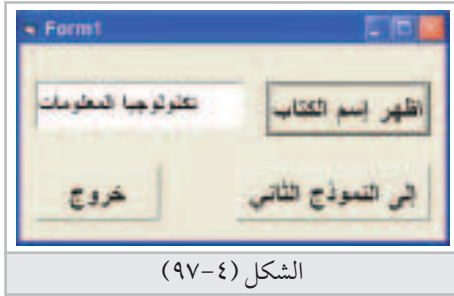 Form1
اظهر إسم الكتاب تكنولوجيا المعلومات
إلى النموذج الثاني خروج
الشكل (٤-٩٧)